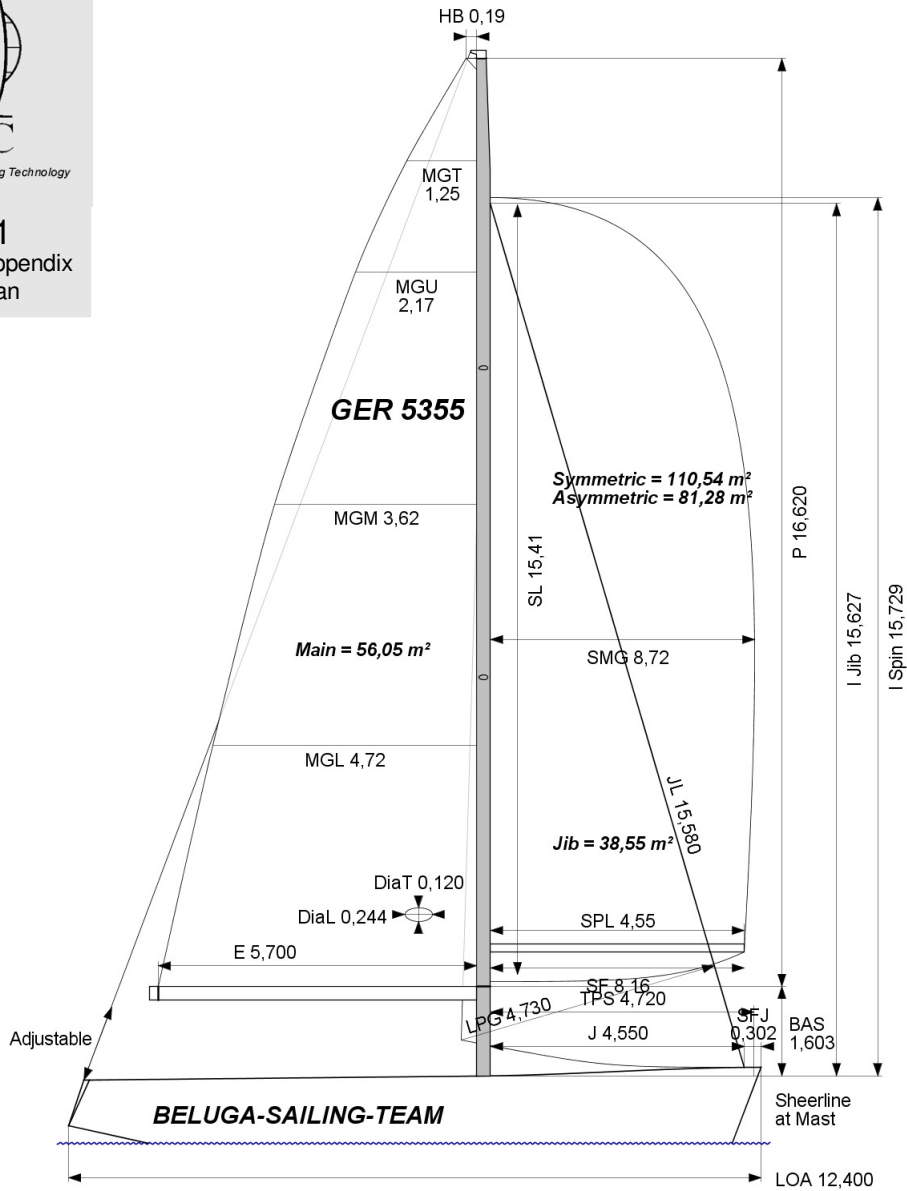 HB 0,19
C
g Technology
1
ppendix
an
MGT
1,25
MGU
2,17
GER 5355
Symmetric = 110,54 m²
Asymmetric = 81,28 m²
MGM 3,62
SL 15,41
P 16,620
I Jib 15,627
I Spin 15,729
Main = 56,05 m²
SMG 8,72
MGL 4,72
JL 15,580
Jib = 38,55 m²
DiaT 0,120
DiaL 0,244
SPL 4,55
E 5,700
SF 8,16
TPS 4,720
LPG 4,730
SFJ
0,302
J 4,550
BAS
1,603
Adjustable
BELUGA-SAILING-TEAM
Sheerline
at Mast
LOA 12,400